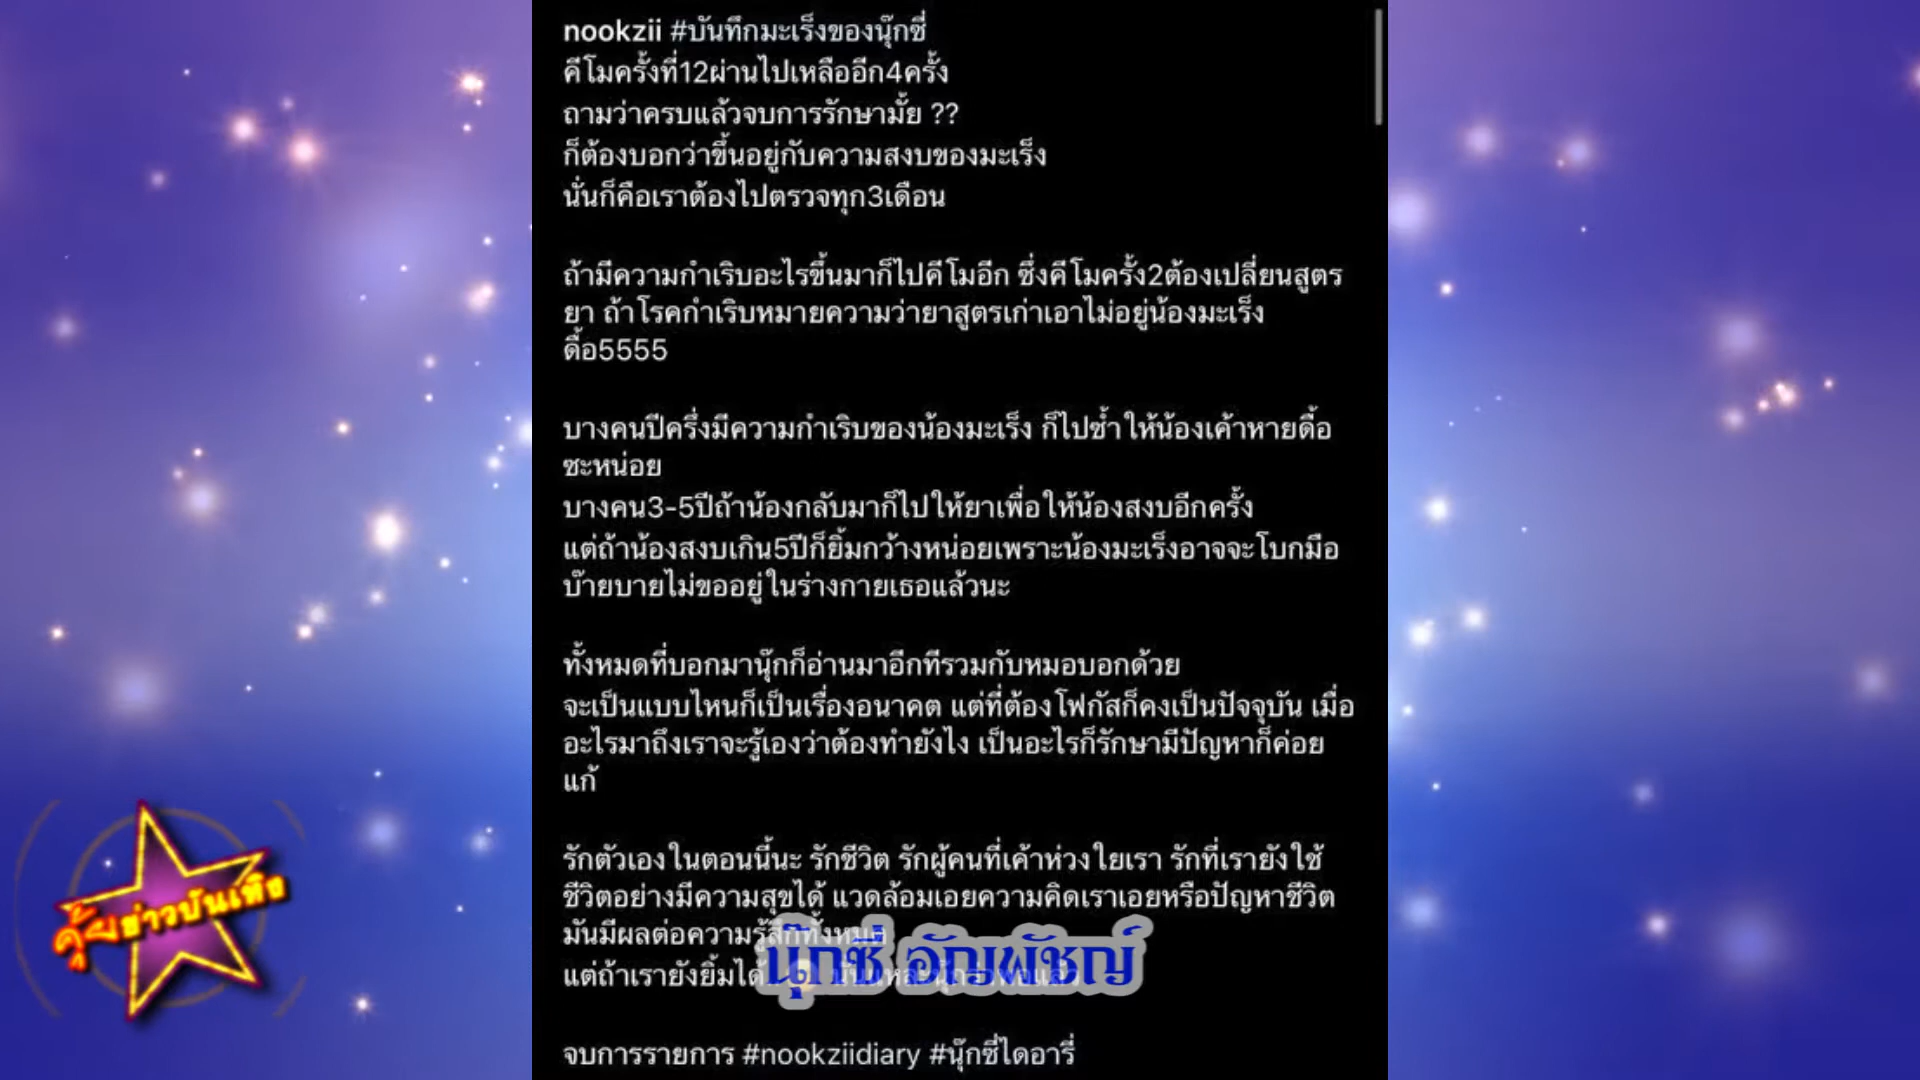 nookzii #บันทึกมะเร็งของนุ๊กซี่
คีโมครั้งที่12ผ่านไปเหลืออีก4ครั้ง
ถามว่าครบแล้วจบการรักษามั้ย ??
ก็ต้องบอกว่าขึ้นอยู่กับความสงบของมะเร็ง
นั่นก็คือเราต้องไปตรวจทุก3เดือน
ถ้ามีความกำเริบอะไรขึ้นมาก็ไปคีโมอีก ซึ่งคีโมครั้ง2ต้องเปลี่ยนสูตร
ยา ถ้าโรคกำเริบหมายความว่ายาสูตรเก่าเอาไม่อยู่น้องมะเร็ง
ดื้อ5555
บางคนปีครึ่งมีความกำเริบของน้องมะเร็ง ก็ไปซ้ำให้น้องเค้าหายดื้อ
ซะหน่อย
บางคน3-5ปีถ้าน้องกลับมาก็ไปให้ยาเพื่อให้น้องสงบอีกครั้ง
แต่ถ้าน้องสงบเกิน5ปีก็ยิ้มกว้างหน่อยเพราะน้องมะเร็งอาจจะโบกมือ
บ๊ายบายไม่ขออยู่ในร่างกายเธอแล้วนะ
ทั้งหมดที่บอกมานุ๊กก็อ่านมาอีกทีรวมกับหมอบอกด้วย
จะเป็นแบบไหนก็เป็นเรื่องอนาคต แต่ที่ต้องโฟกัสก็คงเป็นปัจจุบัน เมื่อ
อะไรมาถึงเราจะรู้เองว่าต้องทำยังไง เป็นอะไรก็รักษามีปัญหาก็ค่อย
แก้
รักตัวเองในตอนนี้นะ รักชีวิต รักผู้คนที่เค้าห่วงใยเรา รักที่เรายังใช้
ชีวิตอย่างมีความสุขได้ แวดล้อมเอยความคิดเราเอยหรือปัญหาชีวิต
มันมีผลต่อความรู้สึกทั้งหมด
แต่ถ้าเรายังยิ้มได้
นุ๊กซี่ อัญพัชญ์
จบการรายการ #nookziidiary #นุ๊กซี่ไดอารี่
คุ้ยข่าวบันเทิง